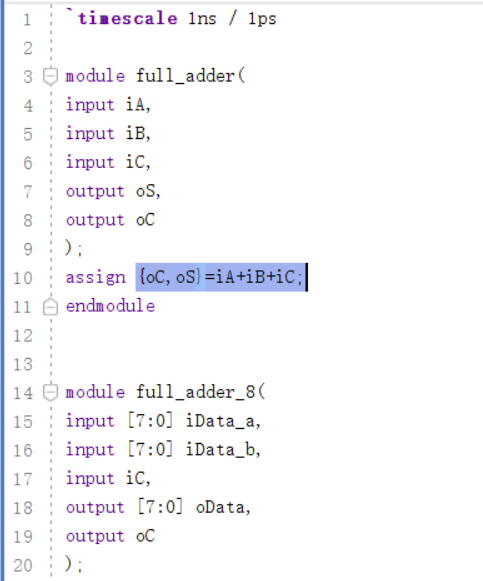 1 `timescale 1ns / 1ps
2
3 module full_adder(
4 input iA,
5 input iB,
6 input iC,
7 output oS,
8 output oC
9 );
10 assign {oC,oS}=iA+iB+iC;
11 endmodule
12
13
14 module full_adder_8(
15 input [7:0] iData_a,
16 input [7:0] iData_b,
17 input iC,
18 output [7:0] oData,
19 output oC
20 );